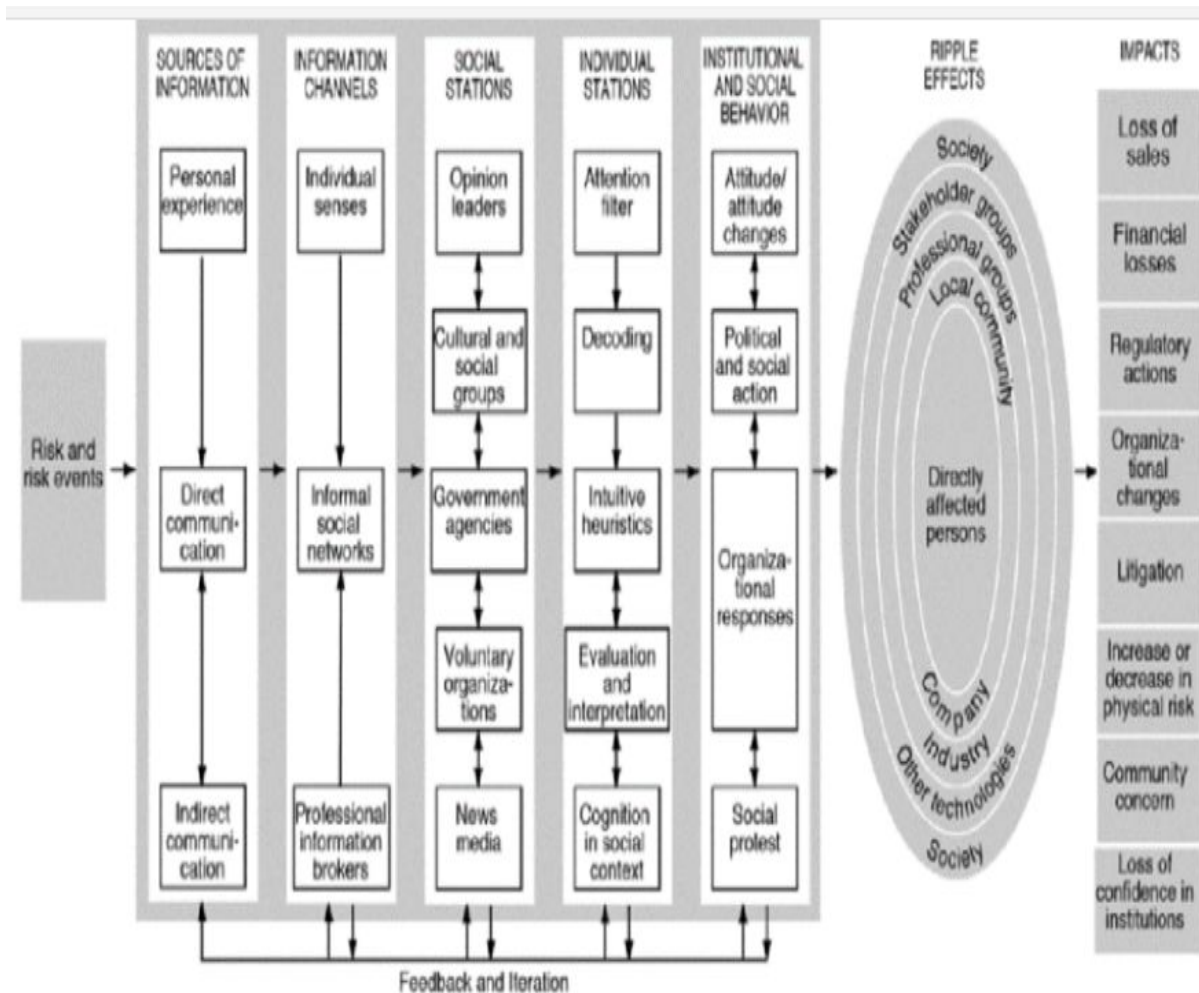 SOURCES OF
INFORMATION
INFORMATION
CHANNELS
SOCIAL
STATIONS
INDIVIDUAL
STATIONS
INSTITUTIONAL
AND SOCIAL
BEHAVIOR
RIPPLE
EFFECTS
IMPACTS
Risk and
risk events
Personal
experience
Direct
communi-
cation
Indirect
communi-
cation
Individual
senses
Informal
social
networks
Professional
information
brokers
Opinion
leaders
Cultural and
social
groups
Government
agencies
Voluntary
organiza-
tions
News
media
Attention
filter
Decoding
Intuitive
heuristics
Evaluation
and
interpretation
Cognition
in social
context
Attitude/
attitude
changes
Political
and social
action
Organiza-
tional
responses
Social
protest
Society
Stakeholder groups
Professional groups
Local community
Directly
affected
persons
Company
Industry
Other technologies
Society
Loss of
sales
Financial
losses
Regulatory
actions
Organiza-
tional
changes
Litigation
Increase or
decrease in
physical risk
Community
concern
Loss of
confidence in
institutions
Feedback and Iteration